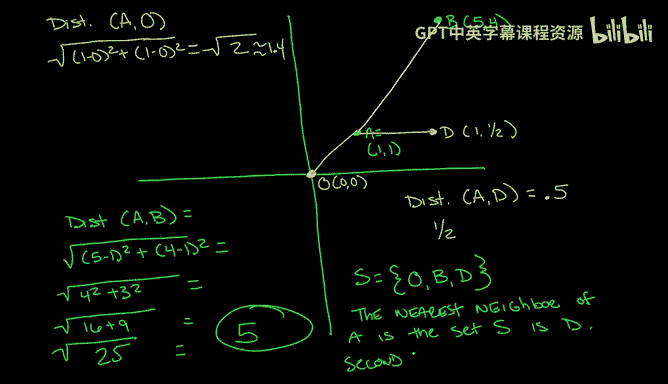 Dist. (A,O)
√(1-0)²+(1-0)² = √2 ≈ 1.4
B (5,4)
GPT中英字幕课程资源 bilibili
A=
(1,1)
D (1, ½)
O(0,0)
Dist. (A,D) = .5
½
Dist (A,B) =
√(5-1)² + (4-1)² =
√4²+3² =
√16+9 =
√25 =
5
S = {O, B, D}
THE NEAREST NEIGHBOR OF
A IS THE SET S IS D.
SECOND